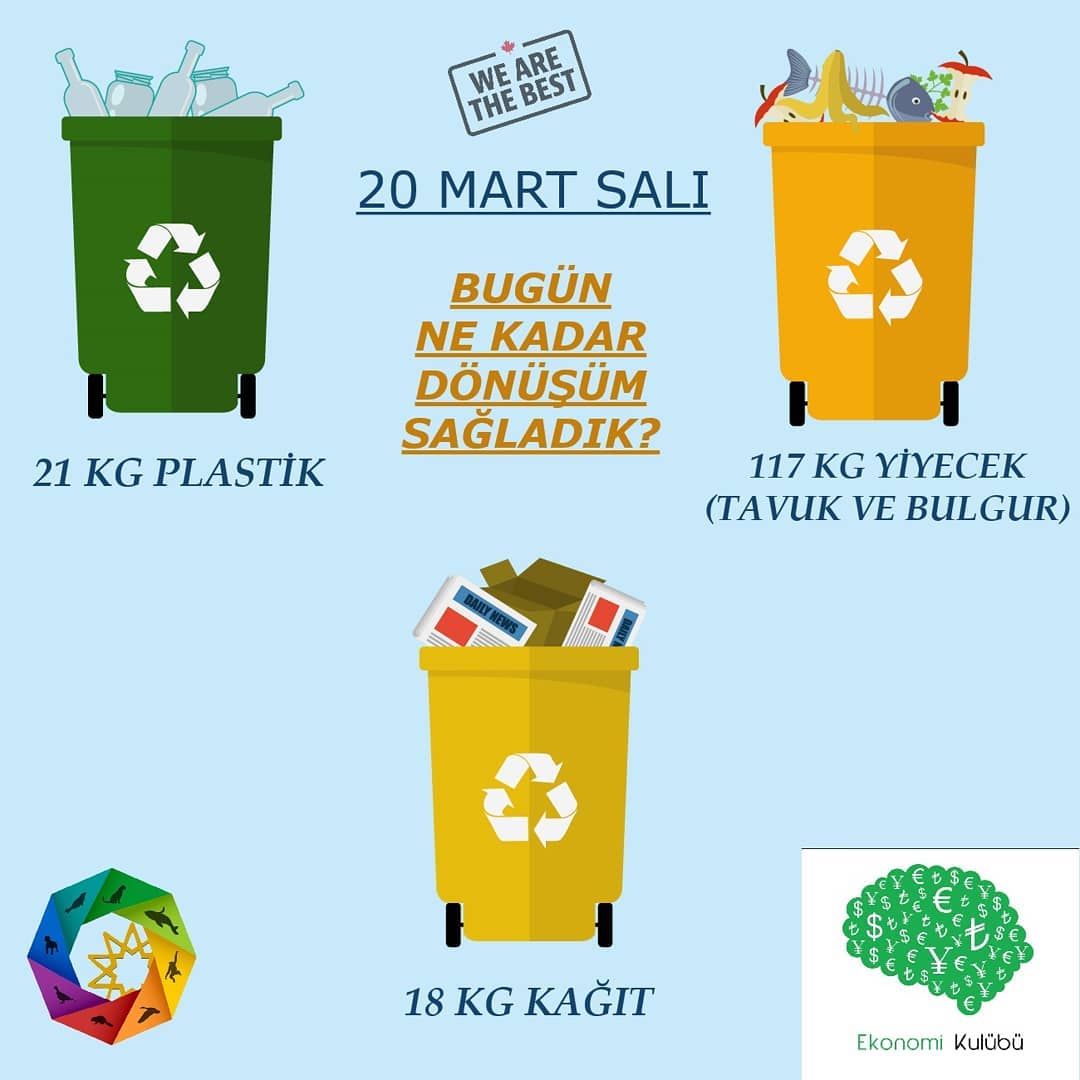 WE ARE
THE BEST
20 MART SALI
BUGÜN
NE KADAR
DÖNÜŞÜM
SAĞLADIK?
21 KG PLASTİK
117 KG YİYECEK
(TAVUK VE BULGUR)
DAILY NEWS
DAILY N
18 KG KAĞIT
Ekonomi Kulübü